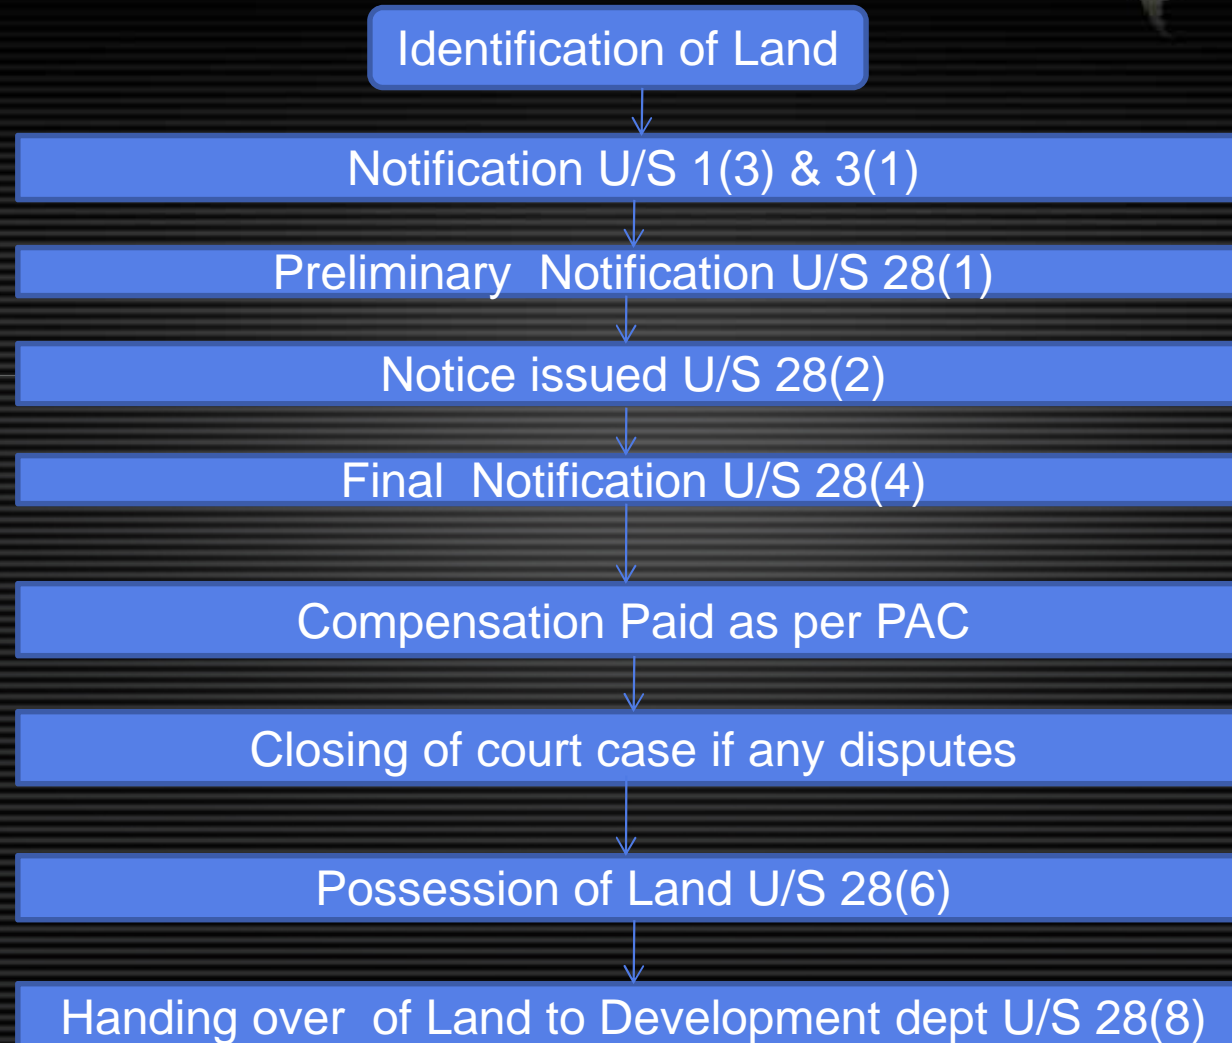 Identification of Land
Notification U/S 1(3) & 3(1)
Preliminary Notification U/S 28(1)
Notice issued U/S 28(2)
Final Notification U/S 28(4)
Compensation Paid as per PAC
Closing of court case if any disputes
Possession of Land U/S 28(6)
Handing over of Land to Development dept U/S 28(8)